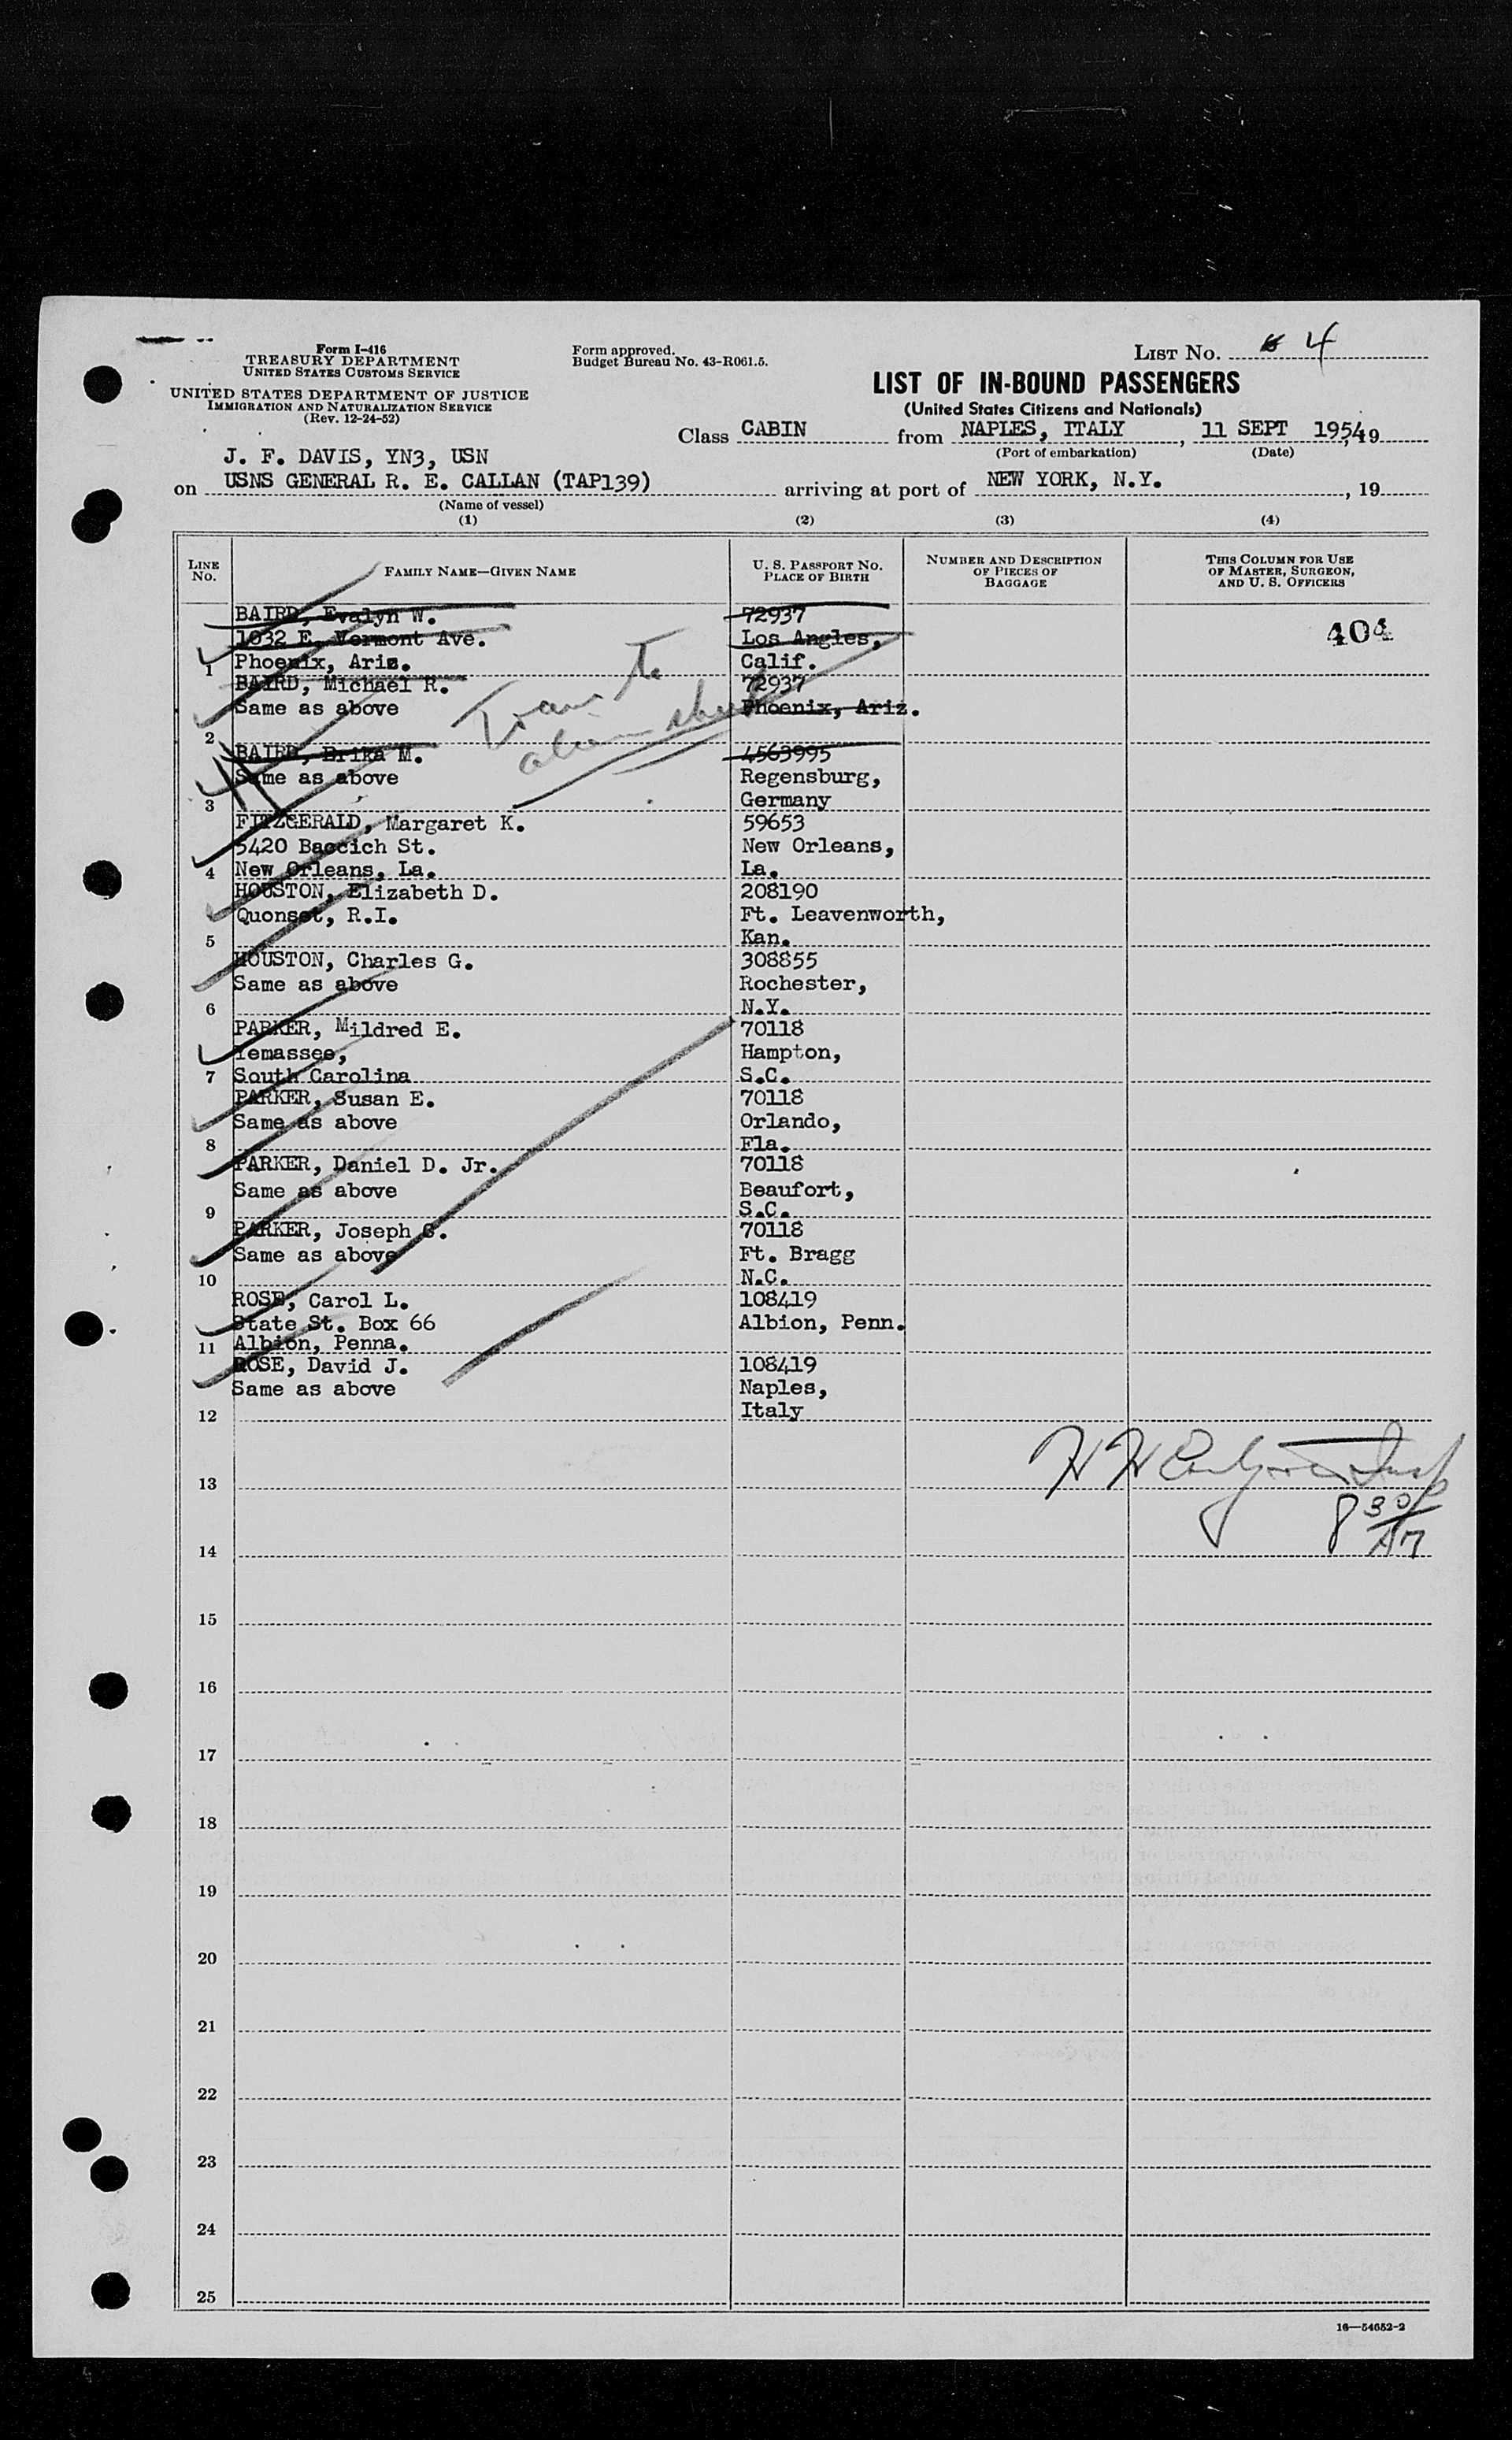 Form I-416
TREASURY DEPARTMENT
UNITED STATES CUSTOMS SERVICE
UNITED STATES DEPARTMENT OF JUSTICE
IMMIGRATION AND NATURALIZATION SERVICE
(Rev. 12-24-52)
Form approved.
Budget Bureau No. 43-R061.5.
LIST NO. 4
LIST OF IN-BOUND PASSENGERS
(United States Citizens and Nationals)
Class CABIN from NAPLES, ITALY, 11 SEPT 1954, 19
(Port of embarkation) (Date)
J. F. DAVIS, YN3, USN
on USNS GENERAL R. E. CALLAN (TAP139) arriving at port of NEW YORK, N.Y., 19
(Name of vessel)
(1) (2) (3) (4)
LINE NO. FAMILY NAME—GIVEN NAME U. S. PASSPORT NO. PLACE OF BIRTH NUMBER AND DESCRIPTION OF PIECES OF BAGGAGE THIS COLUMN FOR USE OF MASTER, SURGEON, AND U. S. OFFICERS
BAIRD, Evalyn W. 72937
1032 E. Vermont Ave. Los Angles, 404
1 Phoenix, Ariz. Calif.
BAIRD, Michael R. 72937
Same as above Phoenix, Ariz.
2
Trans to
alien sheet
BAIRD, Erika M. 4563995
Same as above Regensburg,
3 Germany
FITZGERALD, Margaret K. 59653
5420 Baccich St. New Orleans,
4 New Orleans, La. La.
HOUSTON, Elizabeth D. 208190
Quonset, R.I. Ft. Leavenworth,
5 Kan.
HOUSTON, Charles G. 308855
Same as above Rochester,
6 N.Y.
PARKER, Mildred E. 70118
Yemassee, Hampton,
7 South Carolina S.C.
PARKER, Susan E. 70118
Same as above Orlando,
8 Fla.
PARKER, Daniel D. Jr. 70118
Same as above Beaufort,
9 S.C.
PARKER, Joseph G. 70118
Same as above Ft. Bragg
10 N.C.
ROSE, Carol L. 108419
State St. Box 66 Albion, Penn.
11 Albion, Penna.
ROSE, David J. 108419
Same as above Naples,
12 Italy
13
Insp
8 30/AM
14
15
16
17
18
19
20
21
22
23
24
25
16—54652-2